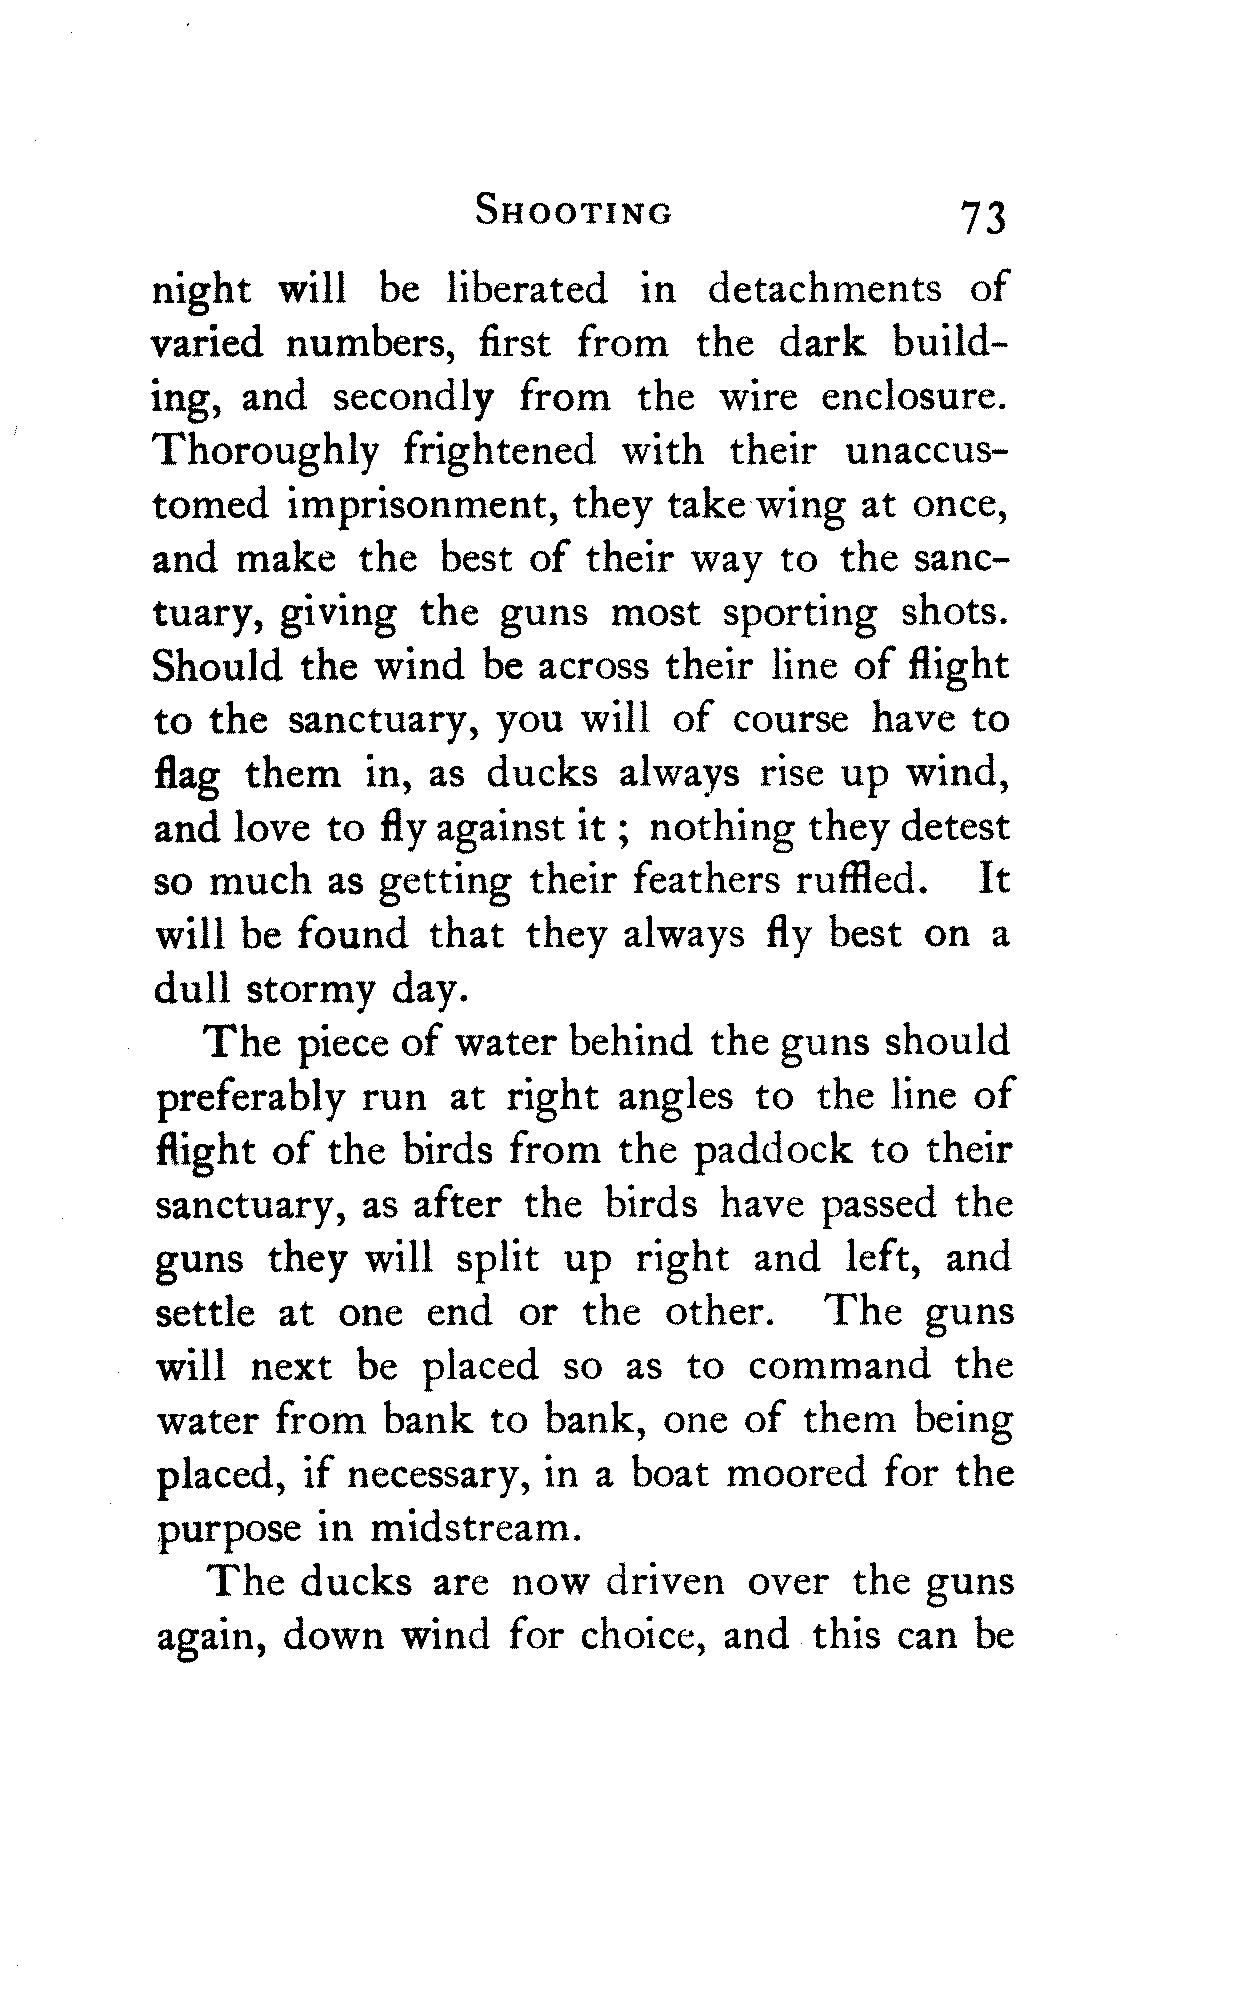 SHOOTING 73
night will be liberated in detachments of
varied numbers, first from the dark build-
ing, and secondly from the wire enclosure.
Thoroughly frightened with their unaccus-
tomed imprisonment, they take wing at once,
and make the best of their way to the sanc-
tuary, giving the guns most sporting shots.
Should the wind be across their line of flight
to the sanctuary, you will of course have to
flag them in, as ducks always rise up wind,
and love to fly against it ; nothing they detest
so much as getting their feathers ruffled. It
will be found that they always fly best on a
dull stormy day.
The piece of water behind the guns should
preferably run at right angles to the line of
flight of the birds from the paddock to their
sanctuary, as after the birds have passed the
guns they will split up right and left, and
settle at one end or the other. The guns
will next be placed so as to command the
water from bank to bank, one of them being
placed, if necessary, in a boat moored for the
purpose in midstream.
The ducks are now driven over the guns
again, down wind for choice, and this can be